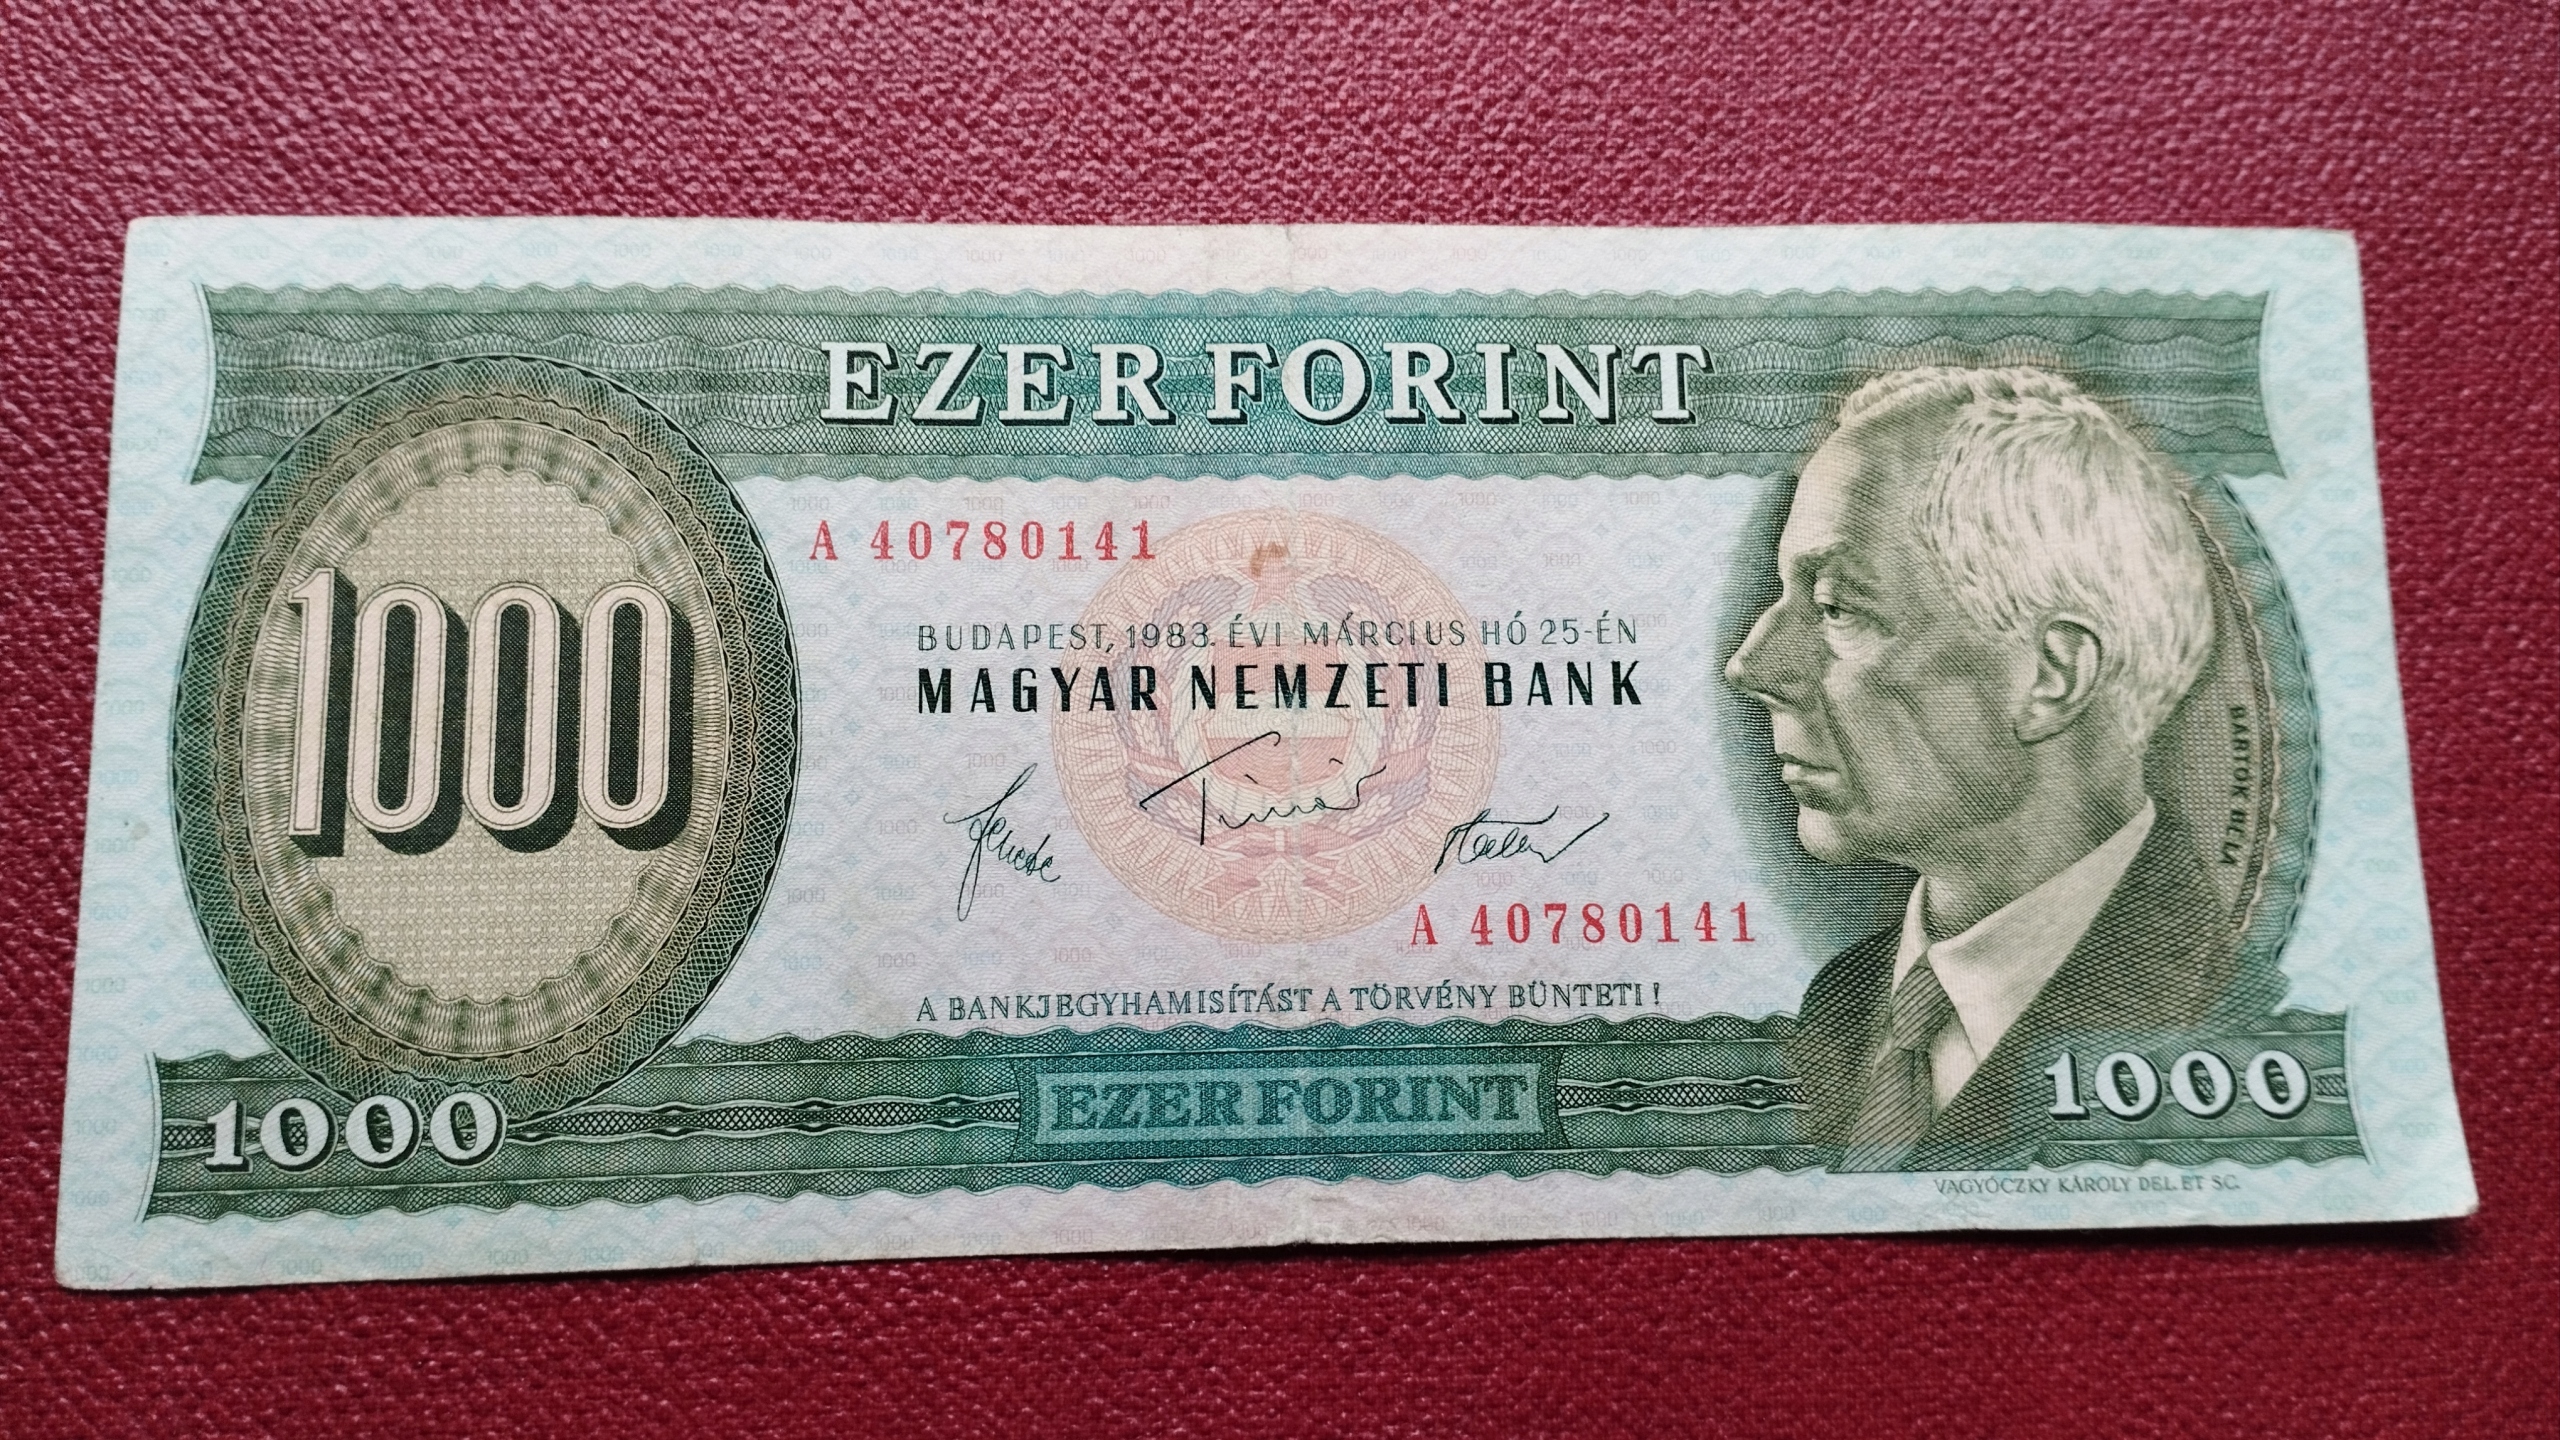 EZER FORINT
A 40780141
1000
BUDAPEST, 1983. ÉVI MÁRCIUS HÓ 25-ÉN
MAGYAR NEMZETI BANK
BARTÓK BÉLA
A 40780141
A BANKJEGYHAMISÍTÁST A TÖRVÉNY BÜNTETI!
1000
EZER FORINT
1000
VAGYÓCZKY KÁROLY DEL. ET SC.